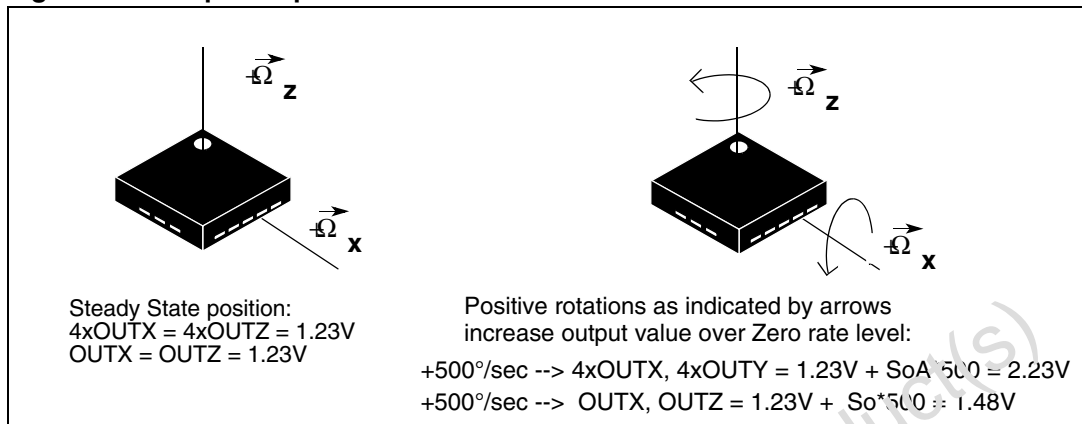 +Ω Z
+Ω X
Steady State position:
4xOUTX = 4xOUTZ = 1.23V
OUTX = OUTZ = 1.23V
+Ω Z
+Ω X
Positive rotations as indicated by arrows
increase output value over Zero rate level:
+500°/sec --> 4xOUTX, 4xOUTY = 1.23V + SoA*500 = 2.23V
+500°/sec --> OUTX, OUTZ = 1.23V + So*500 = 1.48V
duct(s)